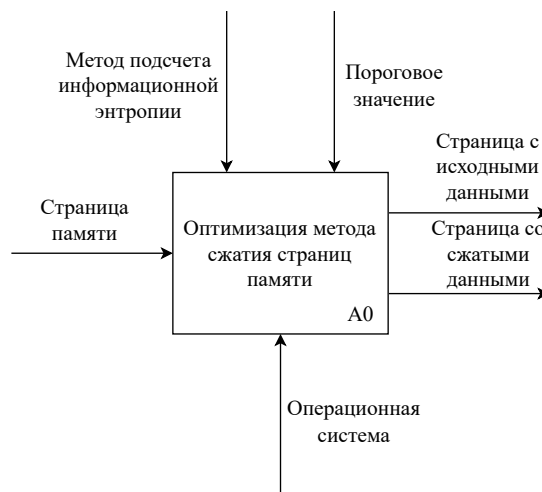 Метод подсчета
информационной
энтропии
Пороговое
значение
Страница с
исходными
данными
Страница
памяти
Оптимизация метода
сжатия страниц
памяти
А0
Страница со
сжатыми
данными
Операционная
система